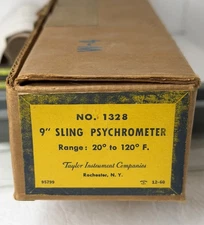 NO. 1328
9" SLING PSYCHROMETER
Range: 20° to 120° F.
Taylor Instrument Companies
Rochester, N. Y.